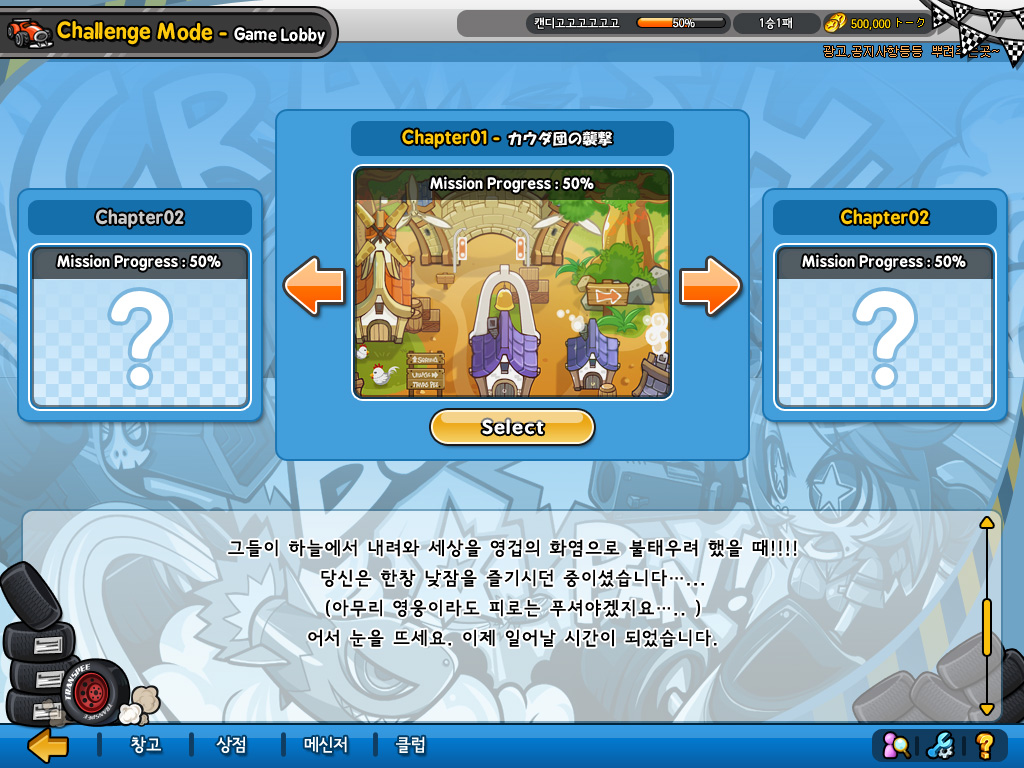 Challenge Mode - Game Lobby
캔디고고고고고고
50%
1승1패
500,000 トーク
광고,공지사항등등 뿌려주는곳~
Chapter01 - カウダ団の襲撃
Mission Progress : 50%
Chapter02
Mission Progress : 50%
Chapter02
Mission Progress : 50%
Select
그들이 하늘에서 내려와 세상을 영겁의 화염으로 불태우려 했을 때!!!!
당신은 한창 낮잠을 즐기시던 중이셨습니다…...
(아무리 영웅이라도 피로는 푸셔야겠지요….. )
어서 눈을 뜨세요. 이제 일어날 시간이 되었습니다.
TRANSPEE
창고
상점
메신저
클럽